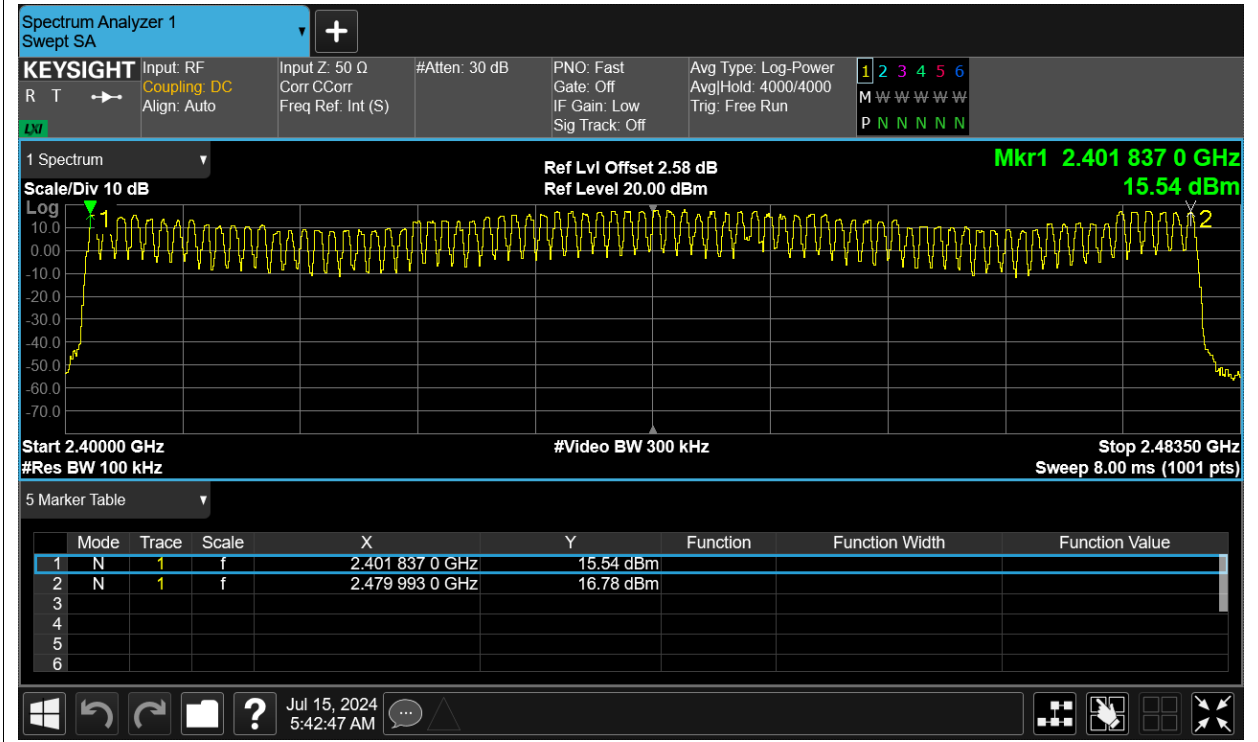 Spectrum Analyzer 1
Swept SA
+
KEYSIGHT
R T
LXI
Input: RF
Coupling: DC
Align: Auto
Input Z: 50 Ω
Corr CCorr
Freq Ref: Int (S)
#Atten: 30 dB
PNO: Fast
Gate: Off
IF Gain: Low
Sig Track: Off
Avg Type: Log-Power
Avg|Hold: 4000/4000
Trig: Free Run
1 2 3 4 5 6
M W W W W W W
P N N N N N N
1 Spectrum
Scale/Div 10 dB
Ref Lvl Offset 2.58 dB
Ref Level 20.00 dBm
Mkr1 2.401 837 0 GHz
15.54 dBm
Log
1
2
10.0
0.00
-10.0
-20.0
-30.0
-40.0
-50.0
-60.0
-70.0
Start 2.40000 GHz
#Res BW 100 kHz
#Video BW 300 kHz
Stop 2.48350 GHz
Sweep 8.00 ms (1001 pts)
5 Marker Table
Mode Trace Scale X Y Function Function Width Function Value
1 N 1 f 2.401 837 0 GHz 15.54 dBm
2 N 1 f 2.479 993 0 GHz 16.78 dBm
3
4
5
6
?
Jul 15, 2024
5:42:47 AM